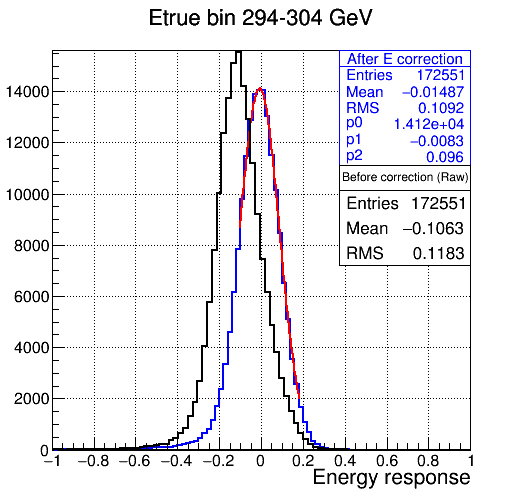 Etrue bin 294-304 GeV
After E correction
Entries 172551
Mean −0.01487
RMS 0.1092
p0 1.412e+04
p1 −0.0083
p2 0.096
Before correction (Raw)
Entries 172551
Mean −0.1063
RMS 0.1183
14000
12000
10000
8000
6000
4000
2000
0
−1 −0.8 −0.6 −0.4 −0.2 0 0.2 0.4 0.6 0.8 1
Energy response